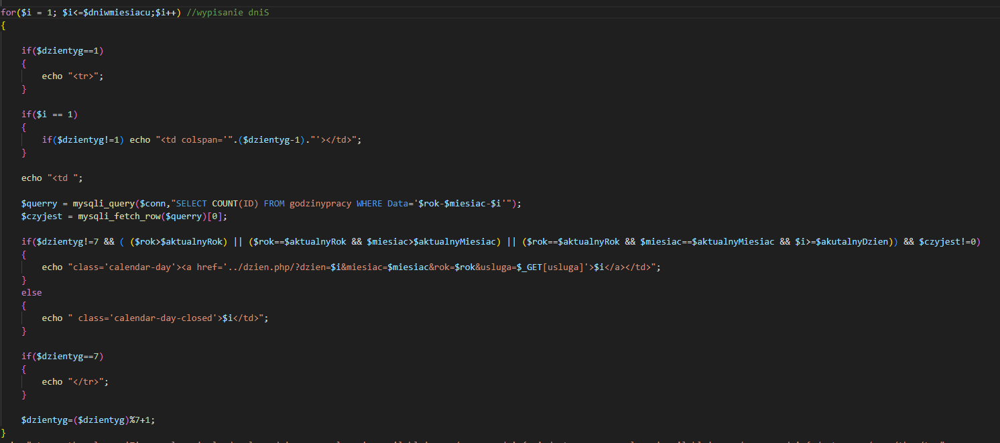 for($i = 1; $i<=$dniwmiesiacu;$i++) //wypisanie dniS
{
if($dzientyg==1)
{
echo "<tr>";
}
if($i == 1)
{
if($dzientyg!=1) echo "<td colspan='".($dzientyg-1)."'></td>";
}
echo "<td ";
$querry = mysqli_query($conn,"SELECT COUNT(ID) FROM godzinypracy WHERE Data='$rok-$miesiac-$i'");
$czyjest = mysqli_fetch_row($querry)[0];
if($dzientyg!=7 && ( ($rok>$aktualnyRok) || ($rok==$aktualnyRok && $miesiac>$aktualnyMiesiac) || ($rok==$aktualnyRok && $miesiac==$aktualnyMiesiac && $i>=$akutalnyDzien)) && $czyjest!=0)
{
echo "class='calendar-day'><a href='../dzien.php/?dzien=$i&miesiac=$miesiac&rok=$rok&usluga=$_GET[usluga]'>$i</a></td>";
}
else
{
echo " class='calendar-day-closed'>$i</td>";
}
if($dzientyg==7)
{
echo "</tr>";
}
$dzientyg=($dzientyg)%7+1;
}